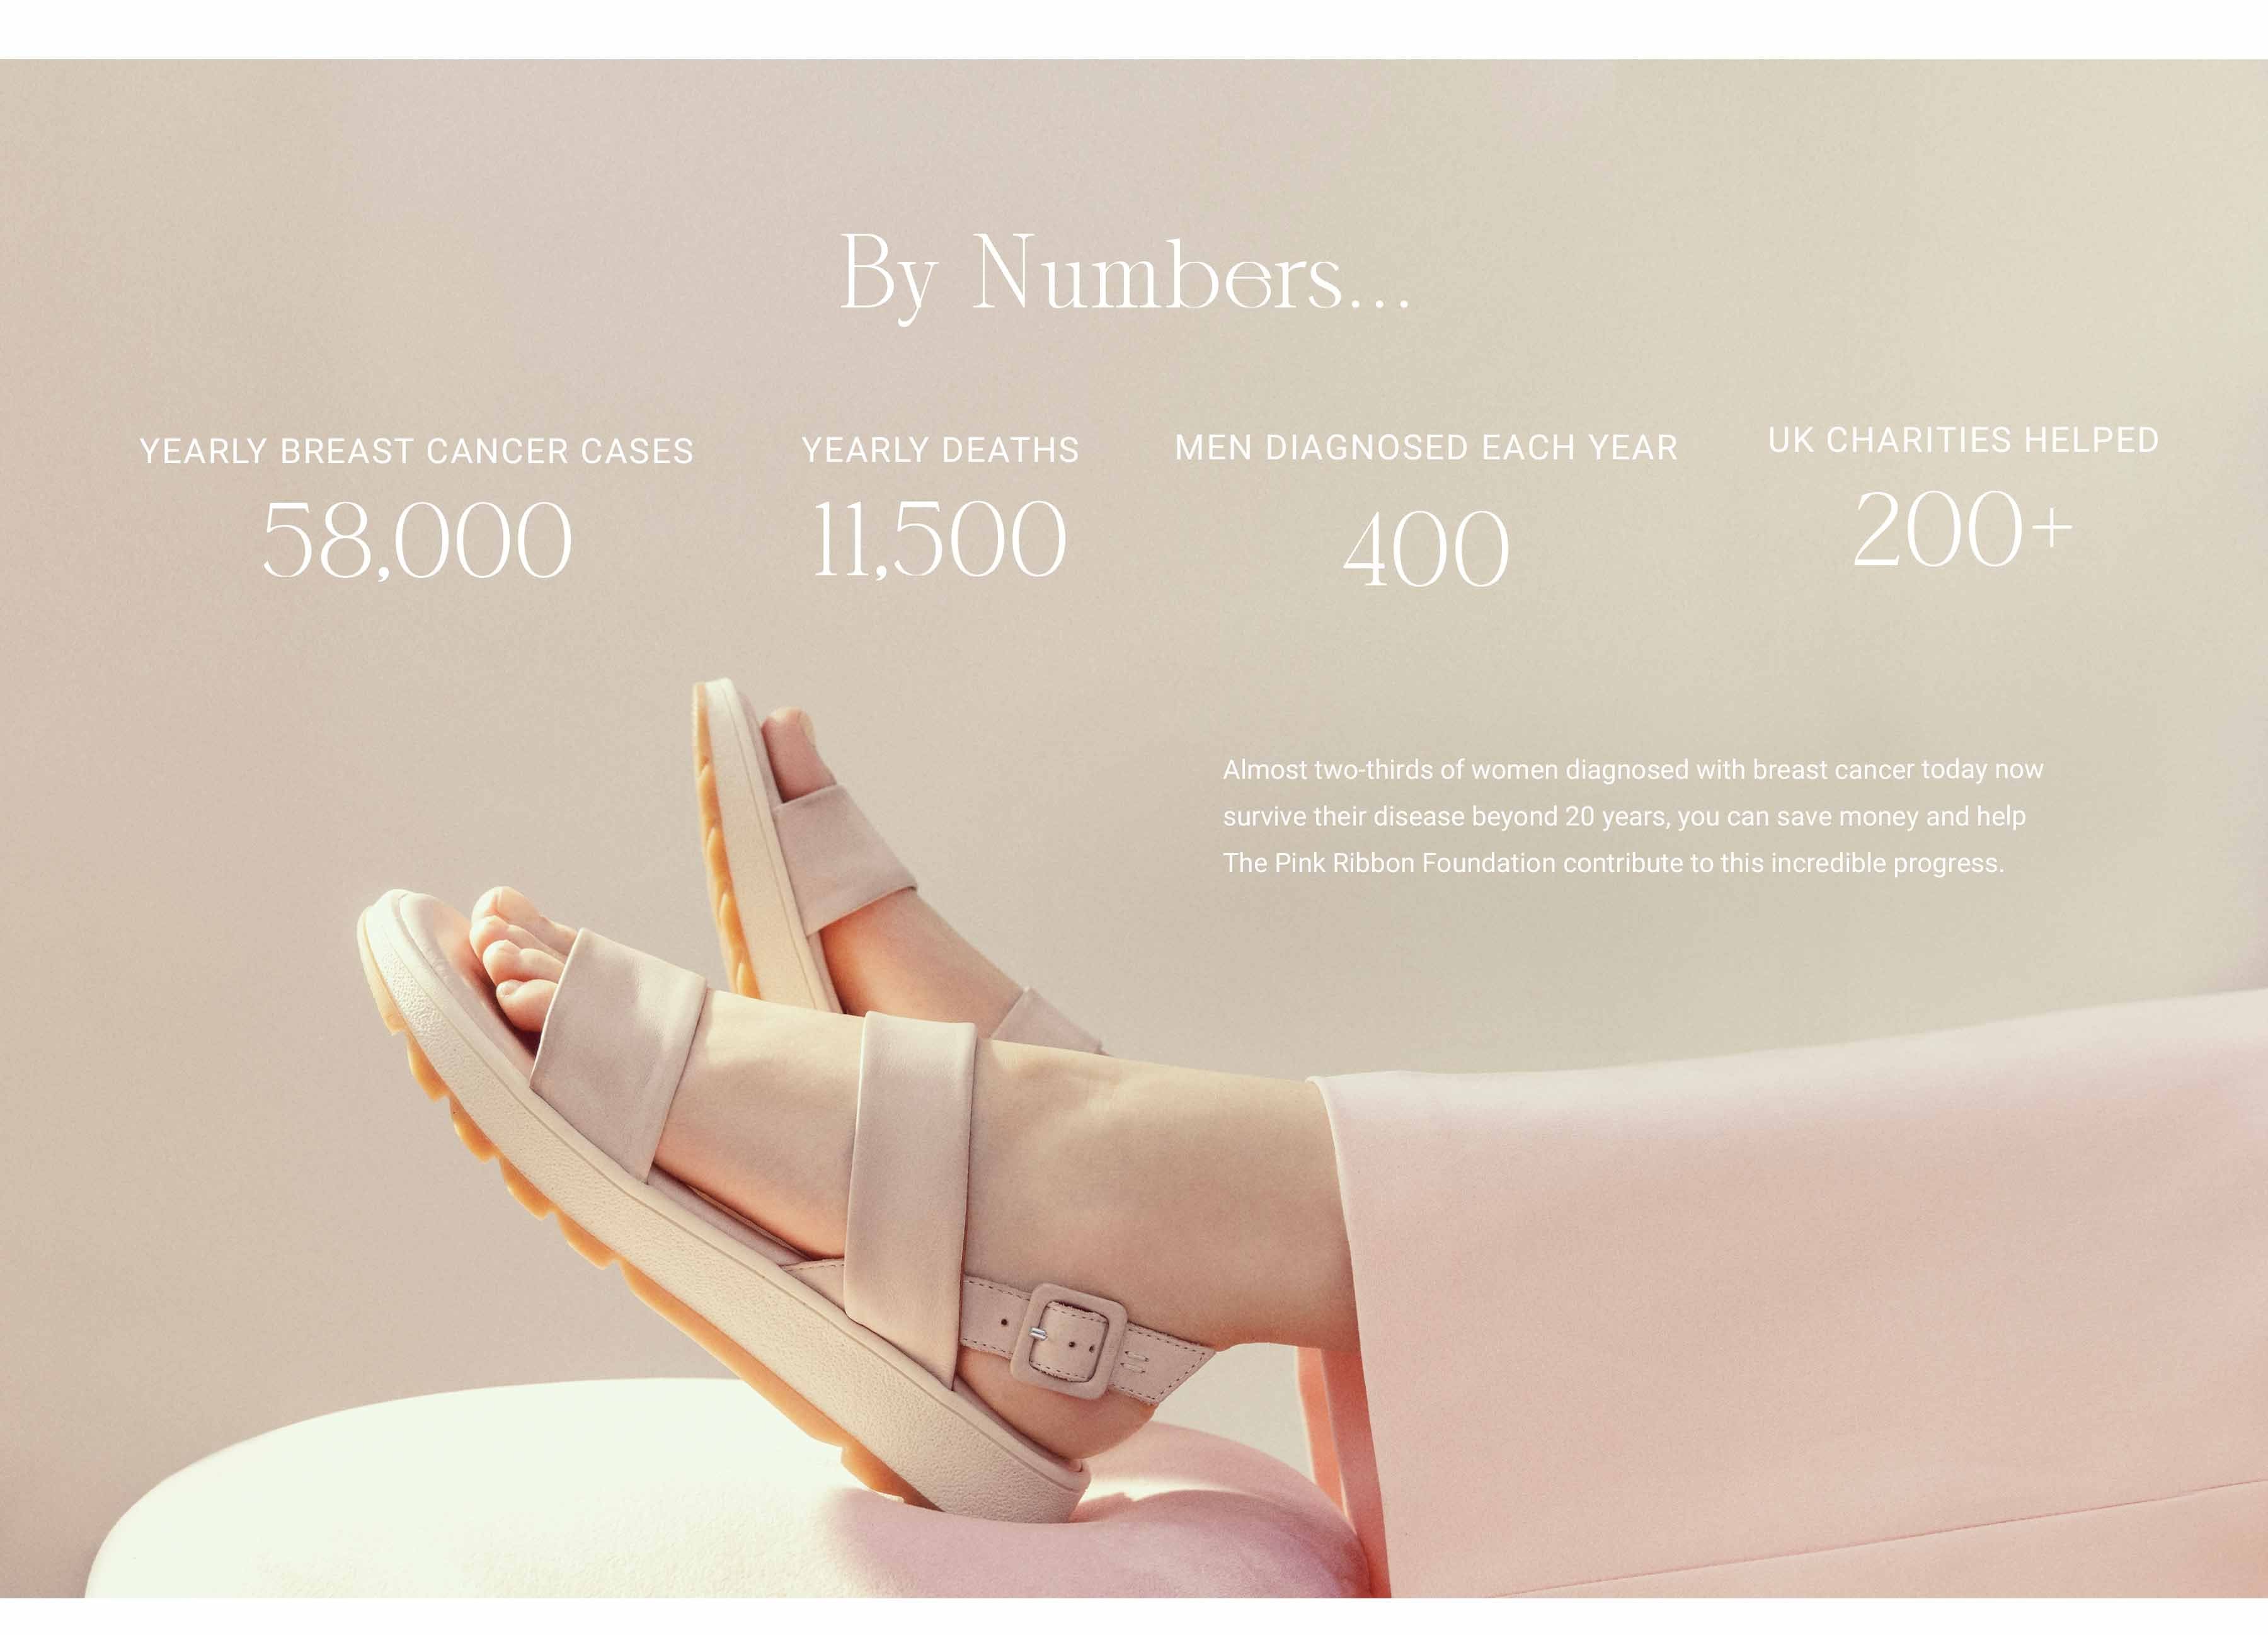 By Numbers...
YEARLY BREAST CANCER CASES
58,000
YEARLY DEATHS
11,500
MEN DIAGNOSED EACH YEAR
400
UK CHARITIES HELPED
200+
Almost two-thirds of women diagnosed with breast cancer today now
survive their disease beyond 20 years, you can save money and help
The Pink Ribbon Foundation contribute to this incredible progress.